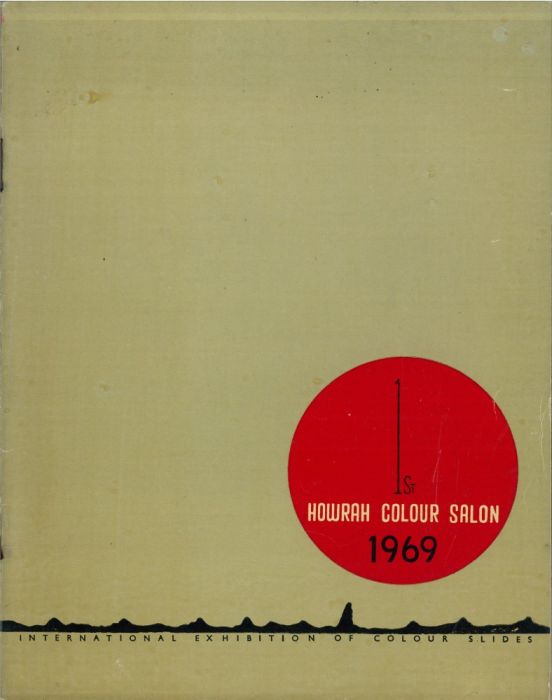 1St
HOWRAH COLOUR SALON
1969
INTERNATIONAL EXHIBITION OF COLOUR SLIDES